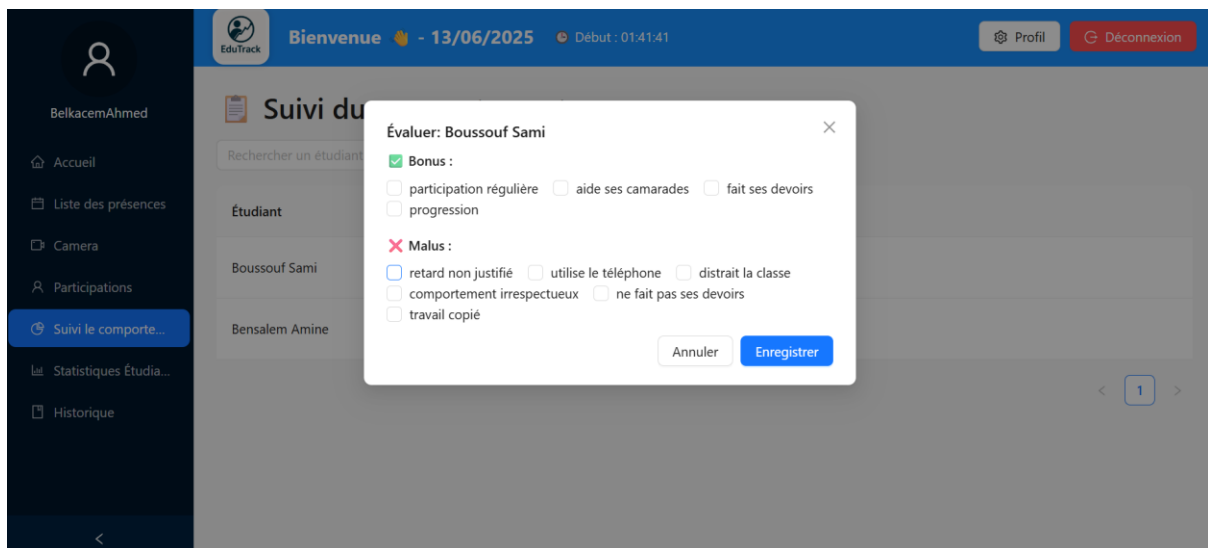 EduTrack
Bienvenue 👋 - 13/06/2025 Début : 01:41:41
Profil
Déconnexion
BelkacemAhmed
Accueil
Liste des présences
Camera
Participations
Suivi le comporte...
Statistiques Étudia...
Historique
📋 Suivi du
Rechercher un étudiant
Étudiant
Boussouf Sami
Bensalem Amine
Évaluer: Boussouf Sami
✅ Bonus :
participation régulière aide ses camarades fait ses devoirs
progression
❌ Malus :
retard non justifié utilise le téléphone distrait la classe
comportement irrespectueux ne fait pas ses devoirs
travail copié
Annuler Enregistrer
< 1 >
<